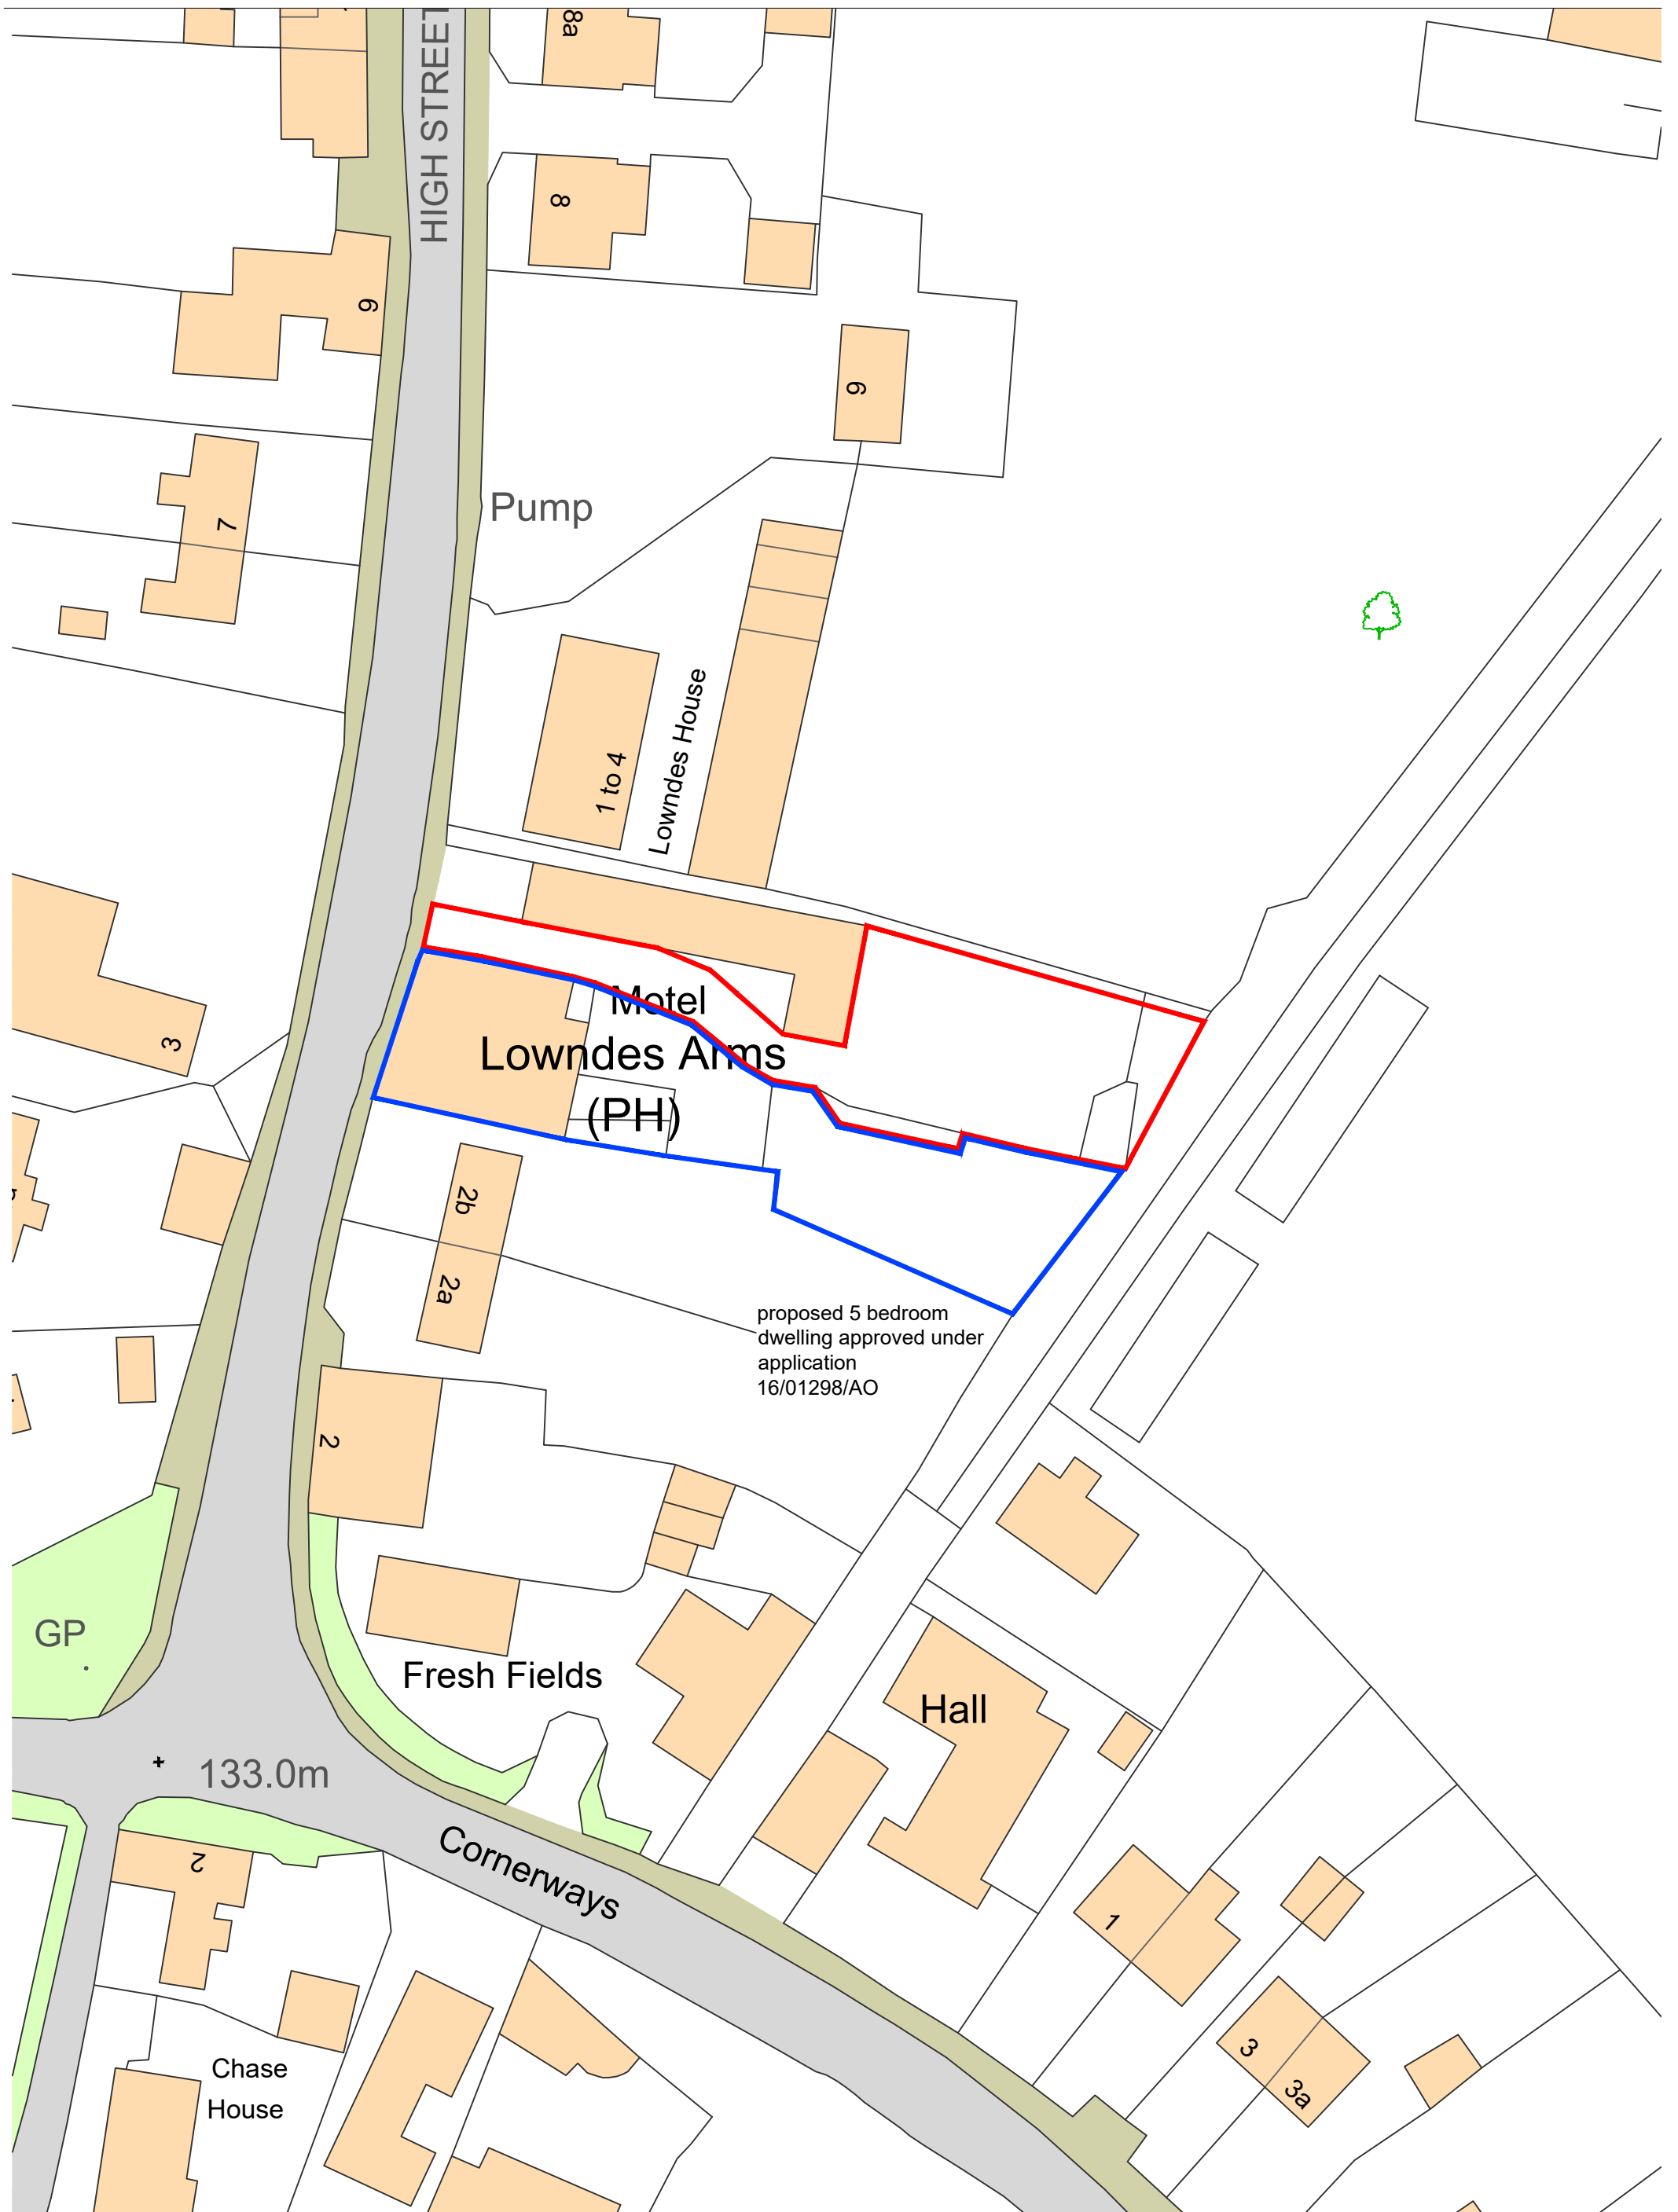 HIGH STREET
8a
8
9
6
7
Pump
1 to 4
Lowndes House
Motel
Lowndes Arms
(PH)
3
2b
2a
proposed 5 bedroom
dwelling approved under
application
16/01298/AO
2
GP
Fresh Fields
Hall
133.0m
Cornerways
2
1
Chase
House
3
3a